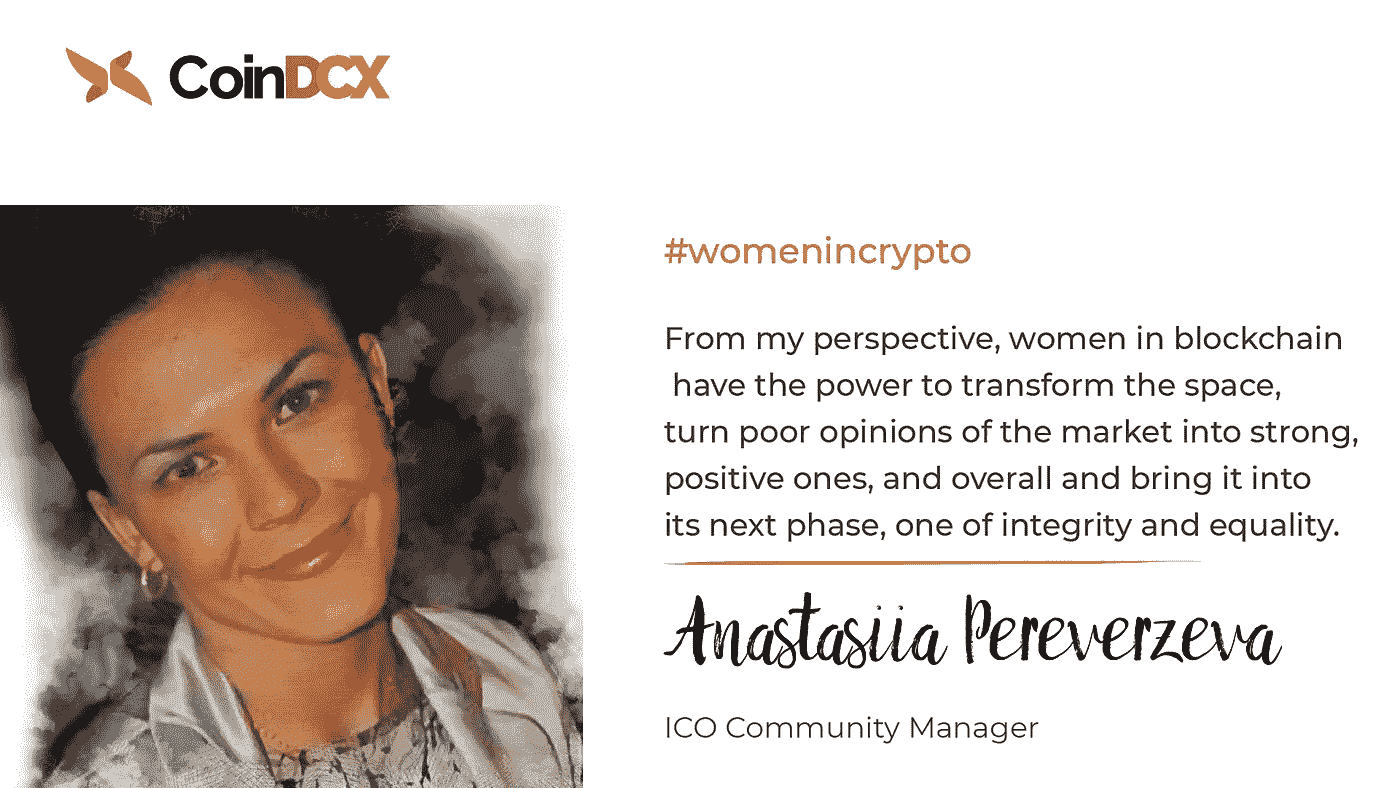 CoinDCX
#womenincrypto
From my perspective, women in blockchain
have the power to transform the space,
turn poor opinions of the market into strong,
positive ones, and overall and bring it into
its next phase, one of integrity and equality.
Anastasiia Pereverzeva
ICO Community Manager